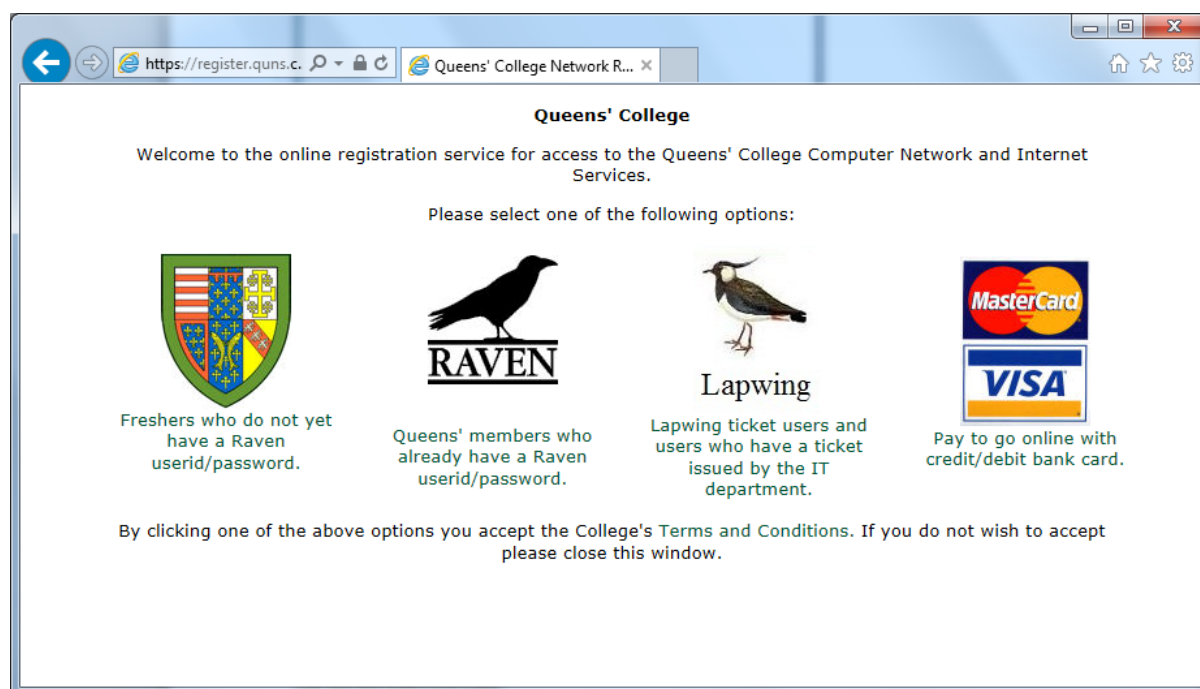 https://register.quns.c.
Queens' College Network R...
Queens' College
Welcome to the online registration service for access to the Queens' College Computer Network and Internet
Services.
Please select one of the following options:
RAVEN
Lapwing
MasterCard
VISA
Freshers who do not yet
have a Raven
userid/password.
Queens' members who
already have a Raven
userid/password.
Lapwing ticket users and
users who have a ticket
issued by the IT
department.
Pay to go online with
credit/debit bank card.
By clicking one of the above options you accept the College's Terms and Conditions. If you do not wish to accept
please close this window.